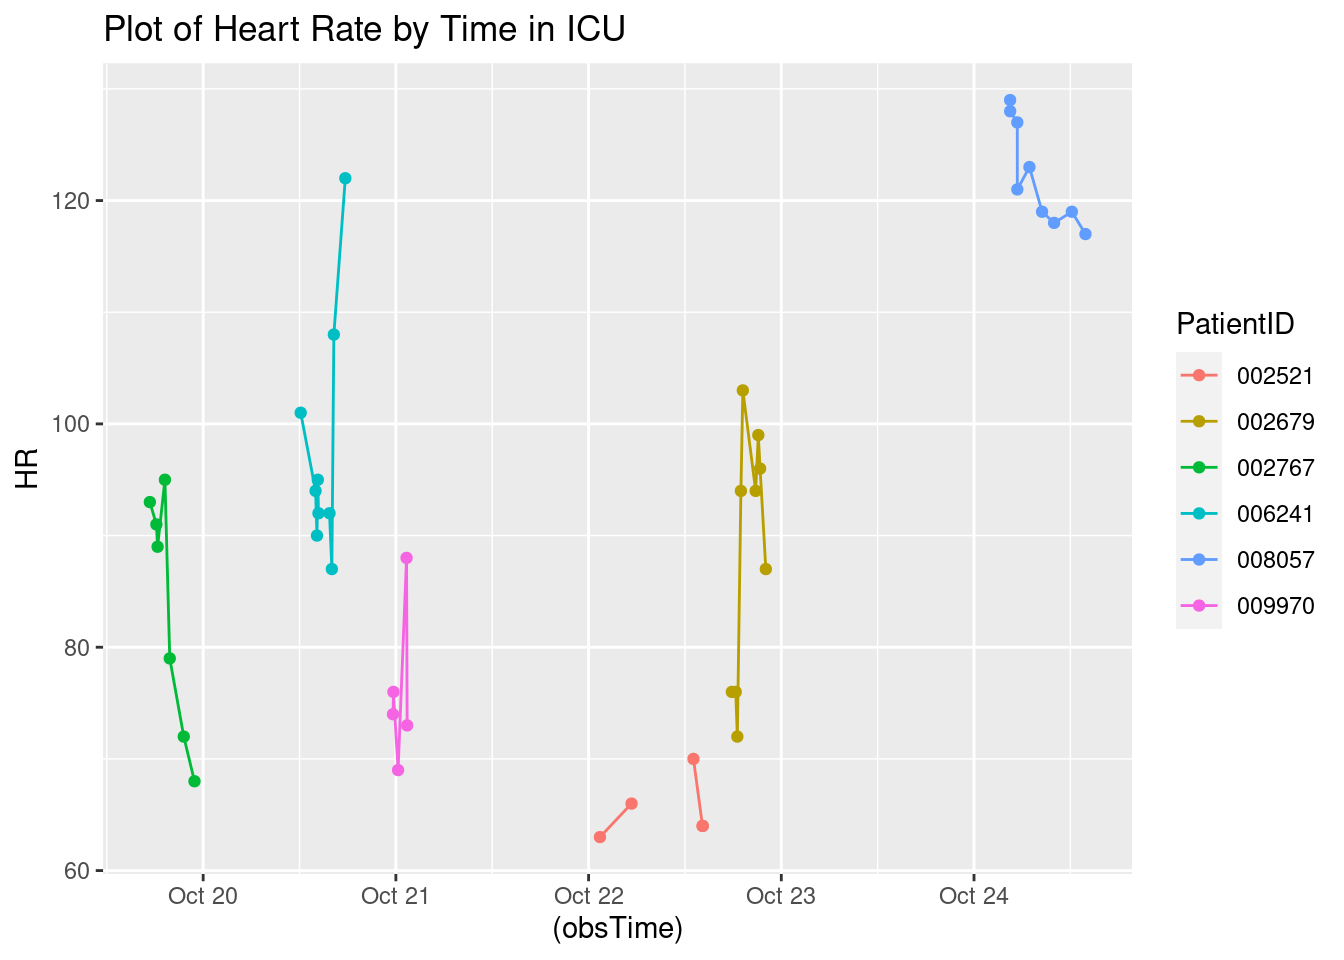 Plot of Heart Rate by Time in ICU
HR
120
100
80
60
Oct 20
Oct 21
Oct 22
Oct 23
Oct 24
(obsTime)
PatientID
002521
002679
002767
006241
008057
009970